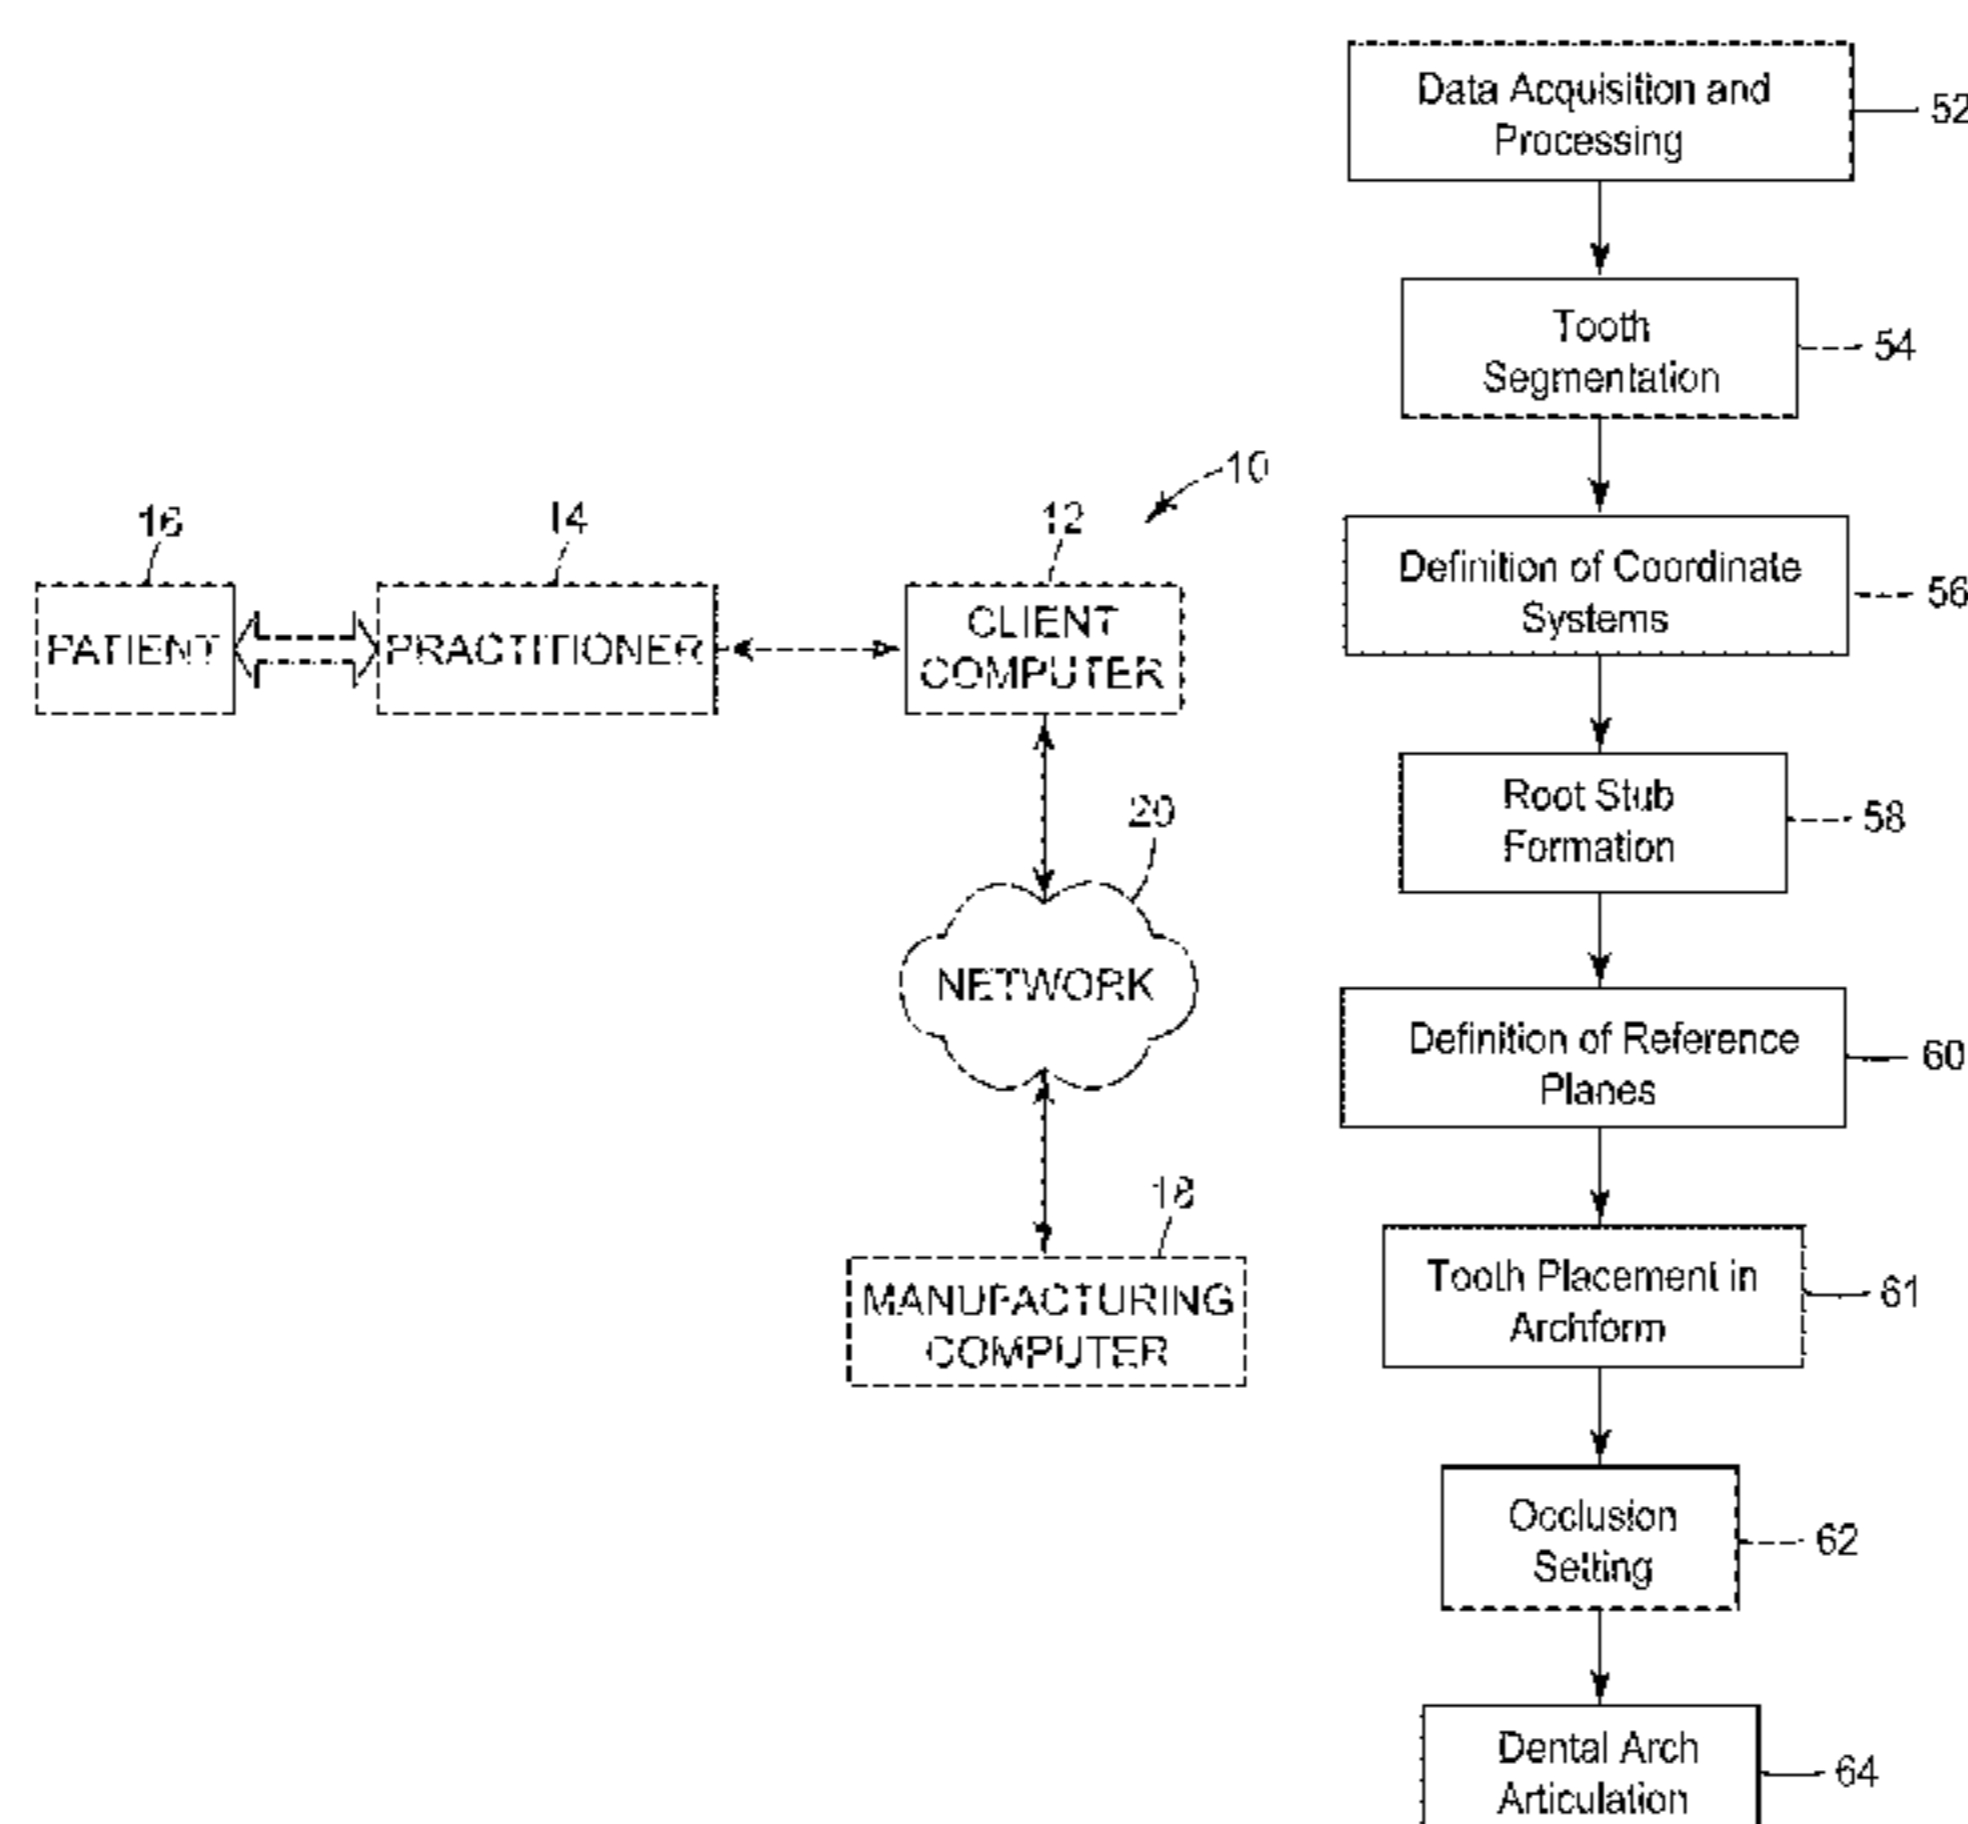 10
16
14
12
PATIENT
PRACTITIONER
CLIENT
COMPUTER
20
NETWORK
18
MANUFACTURING
COMPUTER
Data Acquisition and
Processing
52
Tooth
Segmentation
54
Definition of Coordinate
Systems
56
Root Stub
Formation
58
Definition of Reference
Planes
60
Tooth Placement in
Archform
61
Occlusion
Setting
62
Dental Arch
Articulation
64